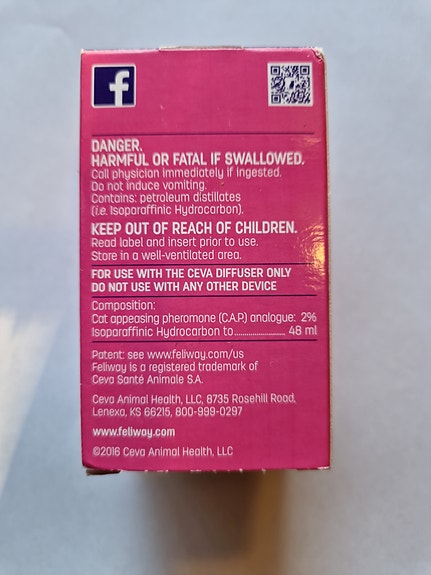 f
DANGER.
HARMFUL OR FATAL IF SWALLOWED.
Call physician immediately if ingested.
Do not induce vomiting.
Contains: petroleum distillates
(i.e. Isoparaffinic Hydrocarbon).
KEEP OUT OF REACH OF CHILDREN.
Read label and insert prior to use.
Store in a well-ventilated area.
FOR USE WITH THE CEVA DIFFUSER ONLY
DO NOT USE WITH ANY OTHER DEVICE
Composition:
Cat appeasing pheromone (C.A.P.) analogue: 2%
Isoparaffinic Hydrocarbon to........................ 48 ml
Patent: see www.feliway.com/us
Feliway is a registered trademark of
Ceva Santé Animale S.A.
Ceva Animal Health, LLC, 8735 Rosehill Road,
Lenexa, KS 66215, 800-999-0297
www.feliway.com
©2016 Ceva Animal Health, LLC